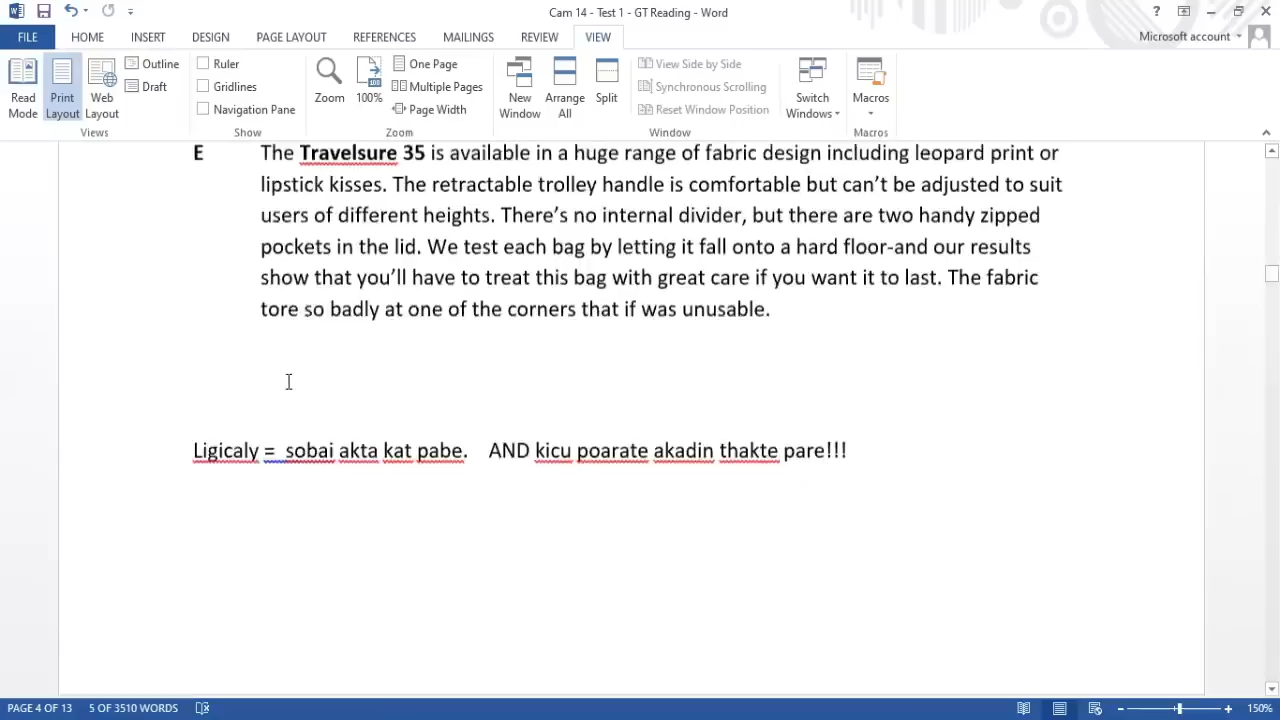 Cam 14 - Test 1 - GT Reading - Word
?
FILE HOME INSERT DESIGN PAGE LAYOUT REFERENCES MAILINGS REVIEW VIEW Microsoft account
Read Mode
Print Layout
Web Layout
Outline
Draft
Views
Ruler
Gridlines
Navigation Pane
Show
Zoom
100%
One Page
Multiple Pages
Page Width
Zoom
New Window
Arrange All
Split
View Side by Side
Synchronous Scrolling
Reset Window Position
Window
Switch Windows
Macros
Macros
E The Travelsure 35 is available in a huge range of fabric design including leopard print or
lipstick kisses. The retractable trolley handle is comfortable but can’t be adjusted to suit
users of different heights. There’s no internal divider, but there are two handy zipped
pockets in the lid. We test each bag by letting it fall onto a hard floor-and our results
show that you’ll have to treat this bag with great care if you want it to last. The fabric
tore so badly at one of the corners that if was unusable.
Ligicaly = sobai akta kat pabe. AND kicu poarate akadin thakte pare!!!
PAGE 4 OF 13 5 OF 3510 WORDS 150%